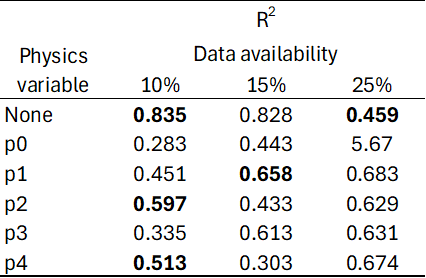 R²
Physics variable Data availability
10% 15% 25%
None 0.835 0.828 0.459
p0 0.283 0.443 5.67
p1 0.451 0.658 0.683
p2 0.597 0.433 0.629
p3 0.335 0.613 0.631
p4 0.513 0.303 0.674